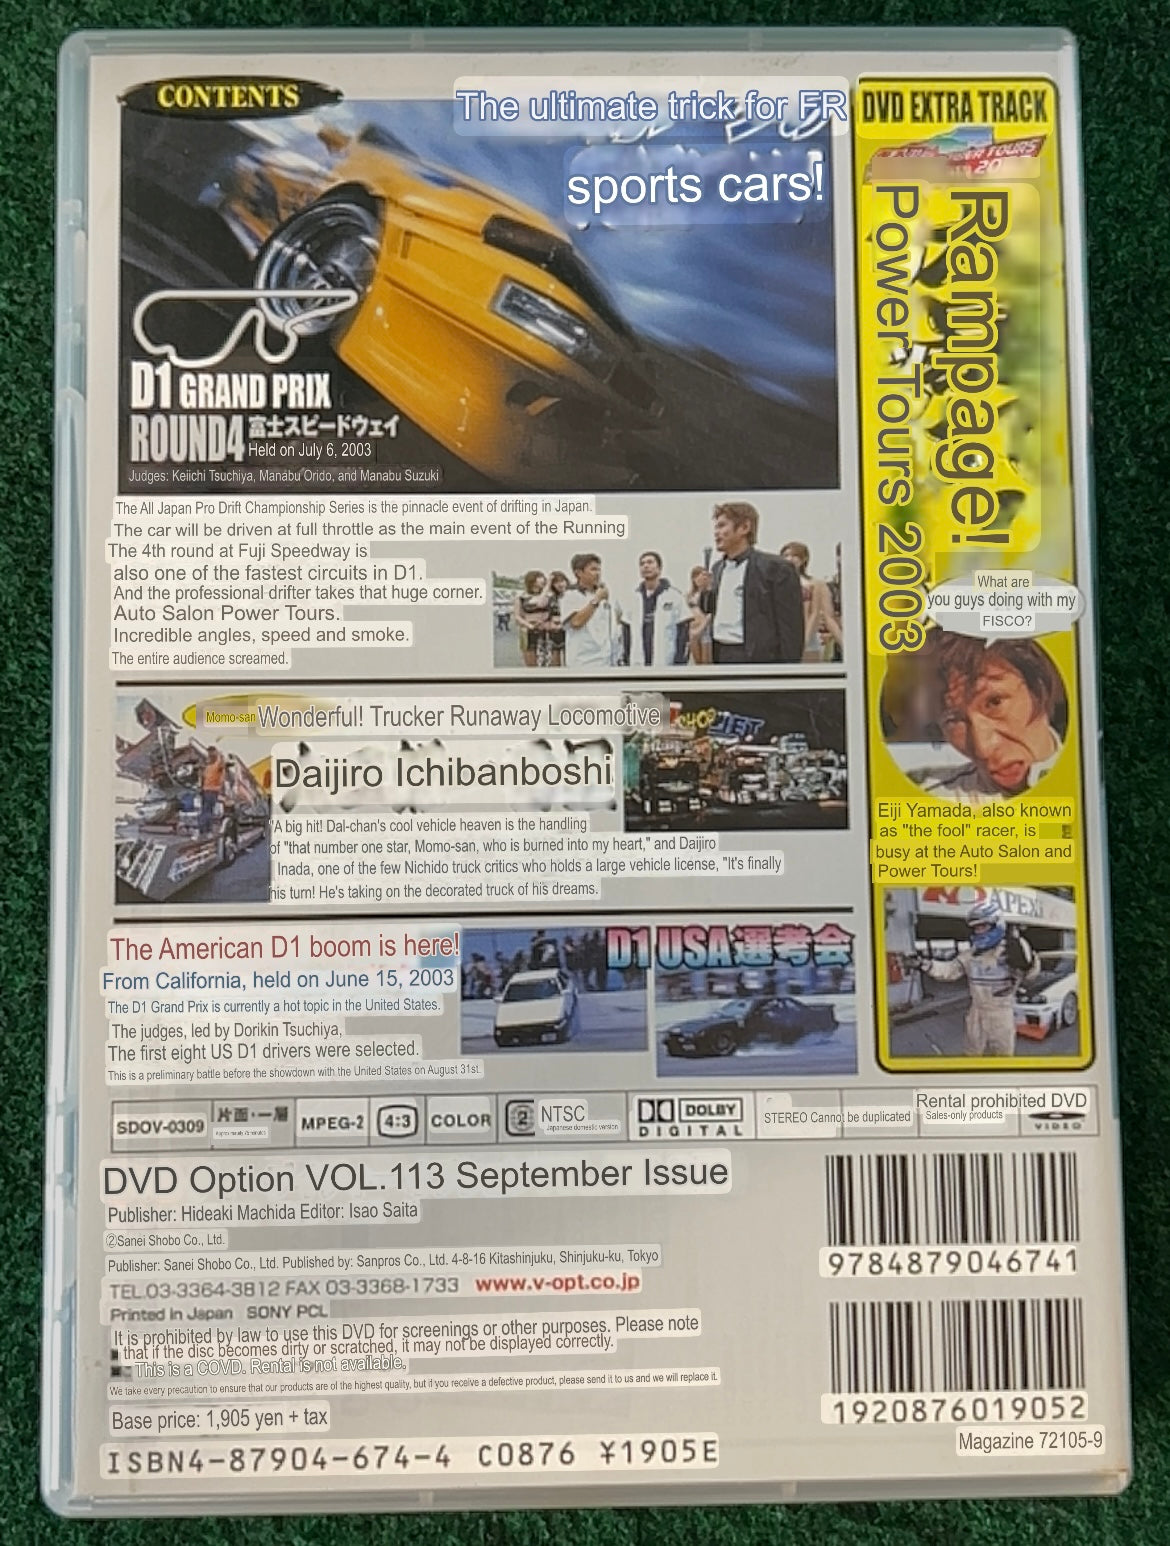 CONTENTS
The ultimate trick for FR
sports cars!
D1 GRAND PRIX
ROUND4 富士スピードウェイ
Held on July 6, 2003
Judges: Keiichi Tsuchiya, Manabu Orido, and Manabu Suzuki
The All Japan Pro Drift Championship Series is the pinnacle event of drifting in Japan.
The car will be driven at full throttle as the main event of the Running
The 4th round at Fuji Speedway is
also one of the fastest circuits in D1.
And the professional drifter takes that huge corner.
Auto Salon Power Tours.
Incredible angles, speed and smoke.
The entire audience screamed.
Momo-san Wonderful! Trucker Runaway Locomotive
Daijiro Ichibanboshi
"A big hit! Dal-chan's cool vehicle heaven is the handling
of "that number one star, Momo-san, who is burned into my heart," and Daijiro
Inada, one of the few Nichido truck critics who holds a large vehicle license, "It's finally
his turn! He's taking on the decorated truck of his dreams.
The American D1 boom is here!
From California, held on June 15, 2003
The D1 Grand Prix is currently a hot topic in the United States.
The judges, led by Dorikin Tsuchiya,
The first eight US D1 drivers were selected.
This is a preliminary battle before the showdown with the United States on August 31st.
D1 USA選考会
DVD EXTRA TRACK
POWER TOURS
Rampage!
Power Tours 2003
What are
you guys doing with my
FISCO?
Eiji Yamada, also known
as "the fool" racer, is
busy at the Auto Salon and
Power Tours!
APEXi
SDOV-0309
片面・一層
MPEG-2
4:3
COLOR
2
NTSC
Japanese domestic version
DOLBY
DIGITAL
STEREO Cannot be duplicated
Rental prohibited DVD
Sales-only products
VIDEO
DVD Option VOL.113 September Issue
Publisher: Hideaki Machida Editor: Isao Saita
②Sanei Shobo Co., Ltd.
Publisher: Sanei Shobo Co., Ltd. Published by: Sanpros Co., Ltd. 4-8-16 Kitashinjuku, Shinjuku-ku, Tokyo
TEL.03-3364-3812 FAX 03-3368-1733 www.v-opt.co.jp
Printed in Japan SONY PCL
It is prohibited by law to use this DVD for screenings or other purposes. Please note
that if the disc becomes dirty or scratched, it may not be displayed correctly.
This is a COVD. Rental is not available.
We take every precaution to ensure that our products are of the highest quality, but if you receive a defective product, please send it to us and we will replace it.
Base price: 1,905 yen + tax
ISBN4-87904-674-4 C0876 ¥1905E
9784879046741
1920876019052
Magazine 72105-9